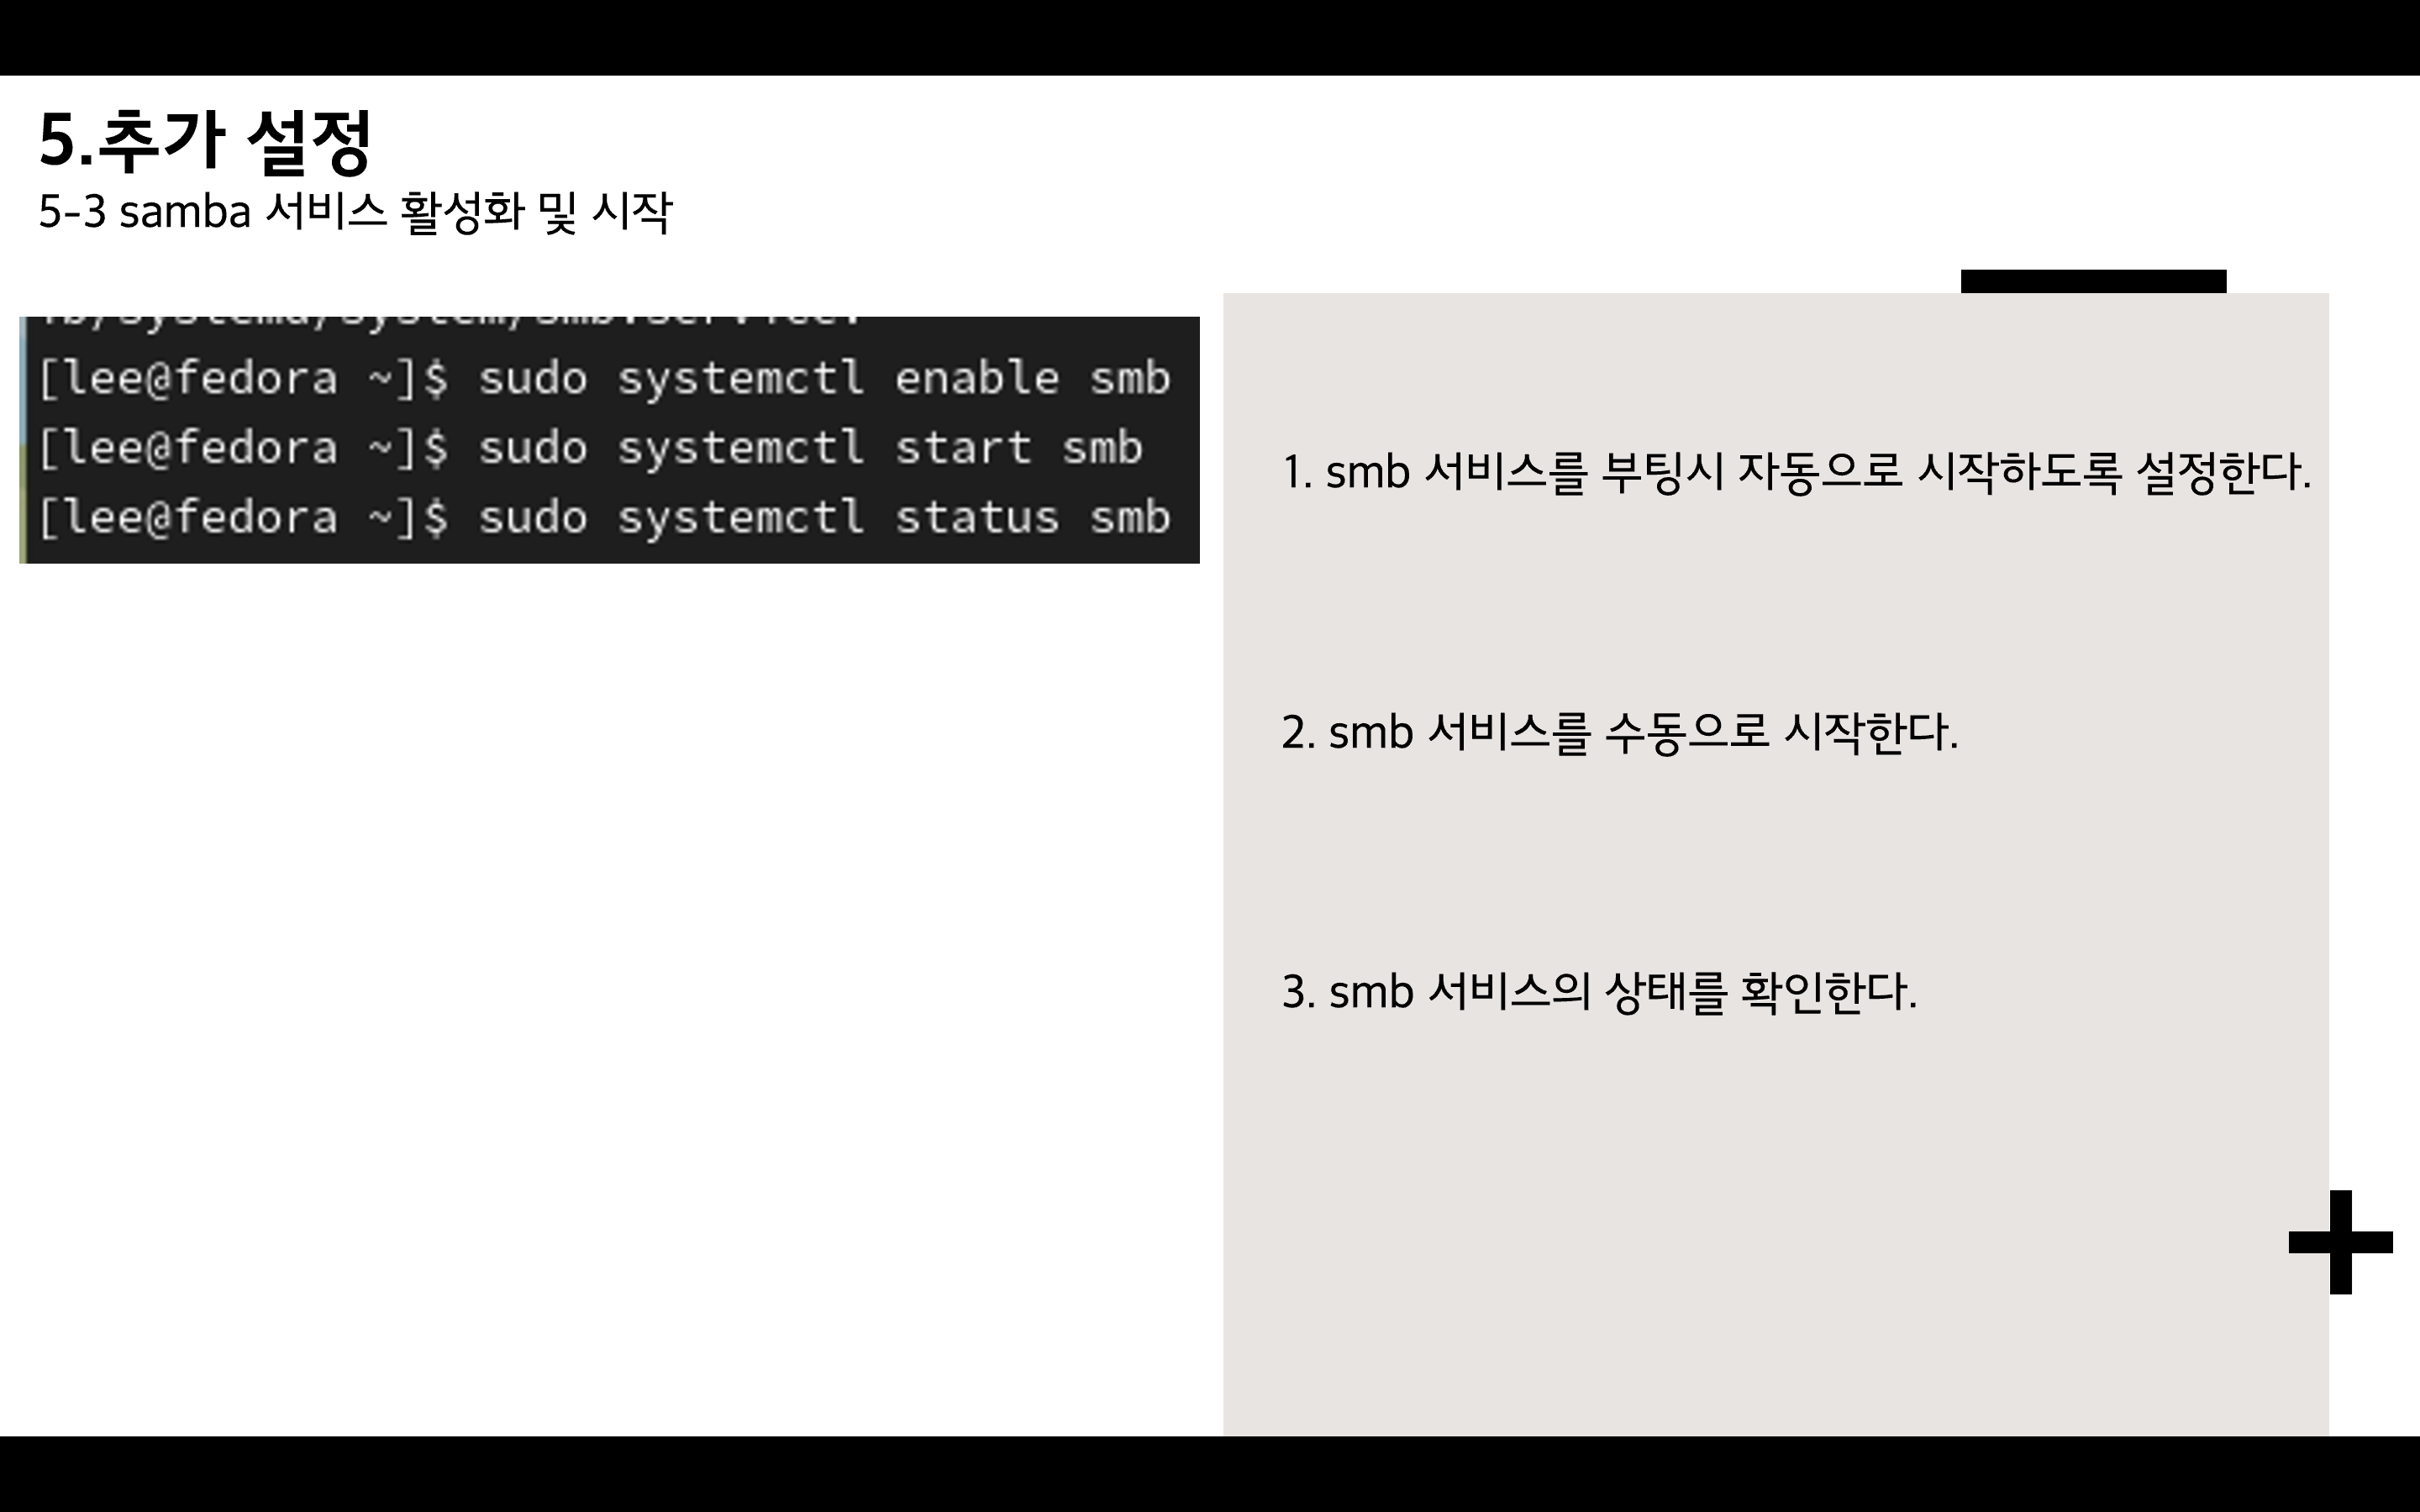 5.추가 설정
5-3 samba 서비스 활성화 및 시작
[lee@fedora ~]$ sudo systemctl enable smb
[lee@fedora ~]$ sudo systemctl start smb
[lee@fedora ~]$ sudo systemctl status smb
1. smb 서비스를 부팅시 자동으로 시작하도록 설정한다.
2. smb 서비스를 수동으로 시작한다.
3. smb 서비스의 상태를 확인한다.